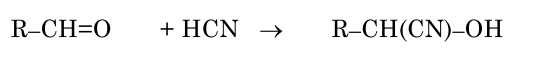 R–CH=O + HCN → R–CH(CN)–OH